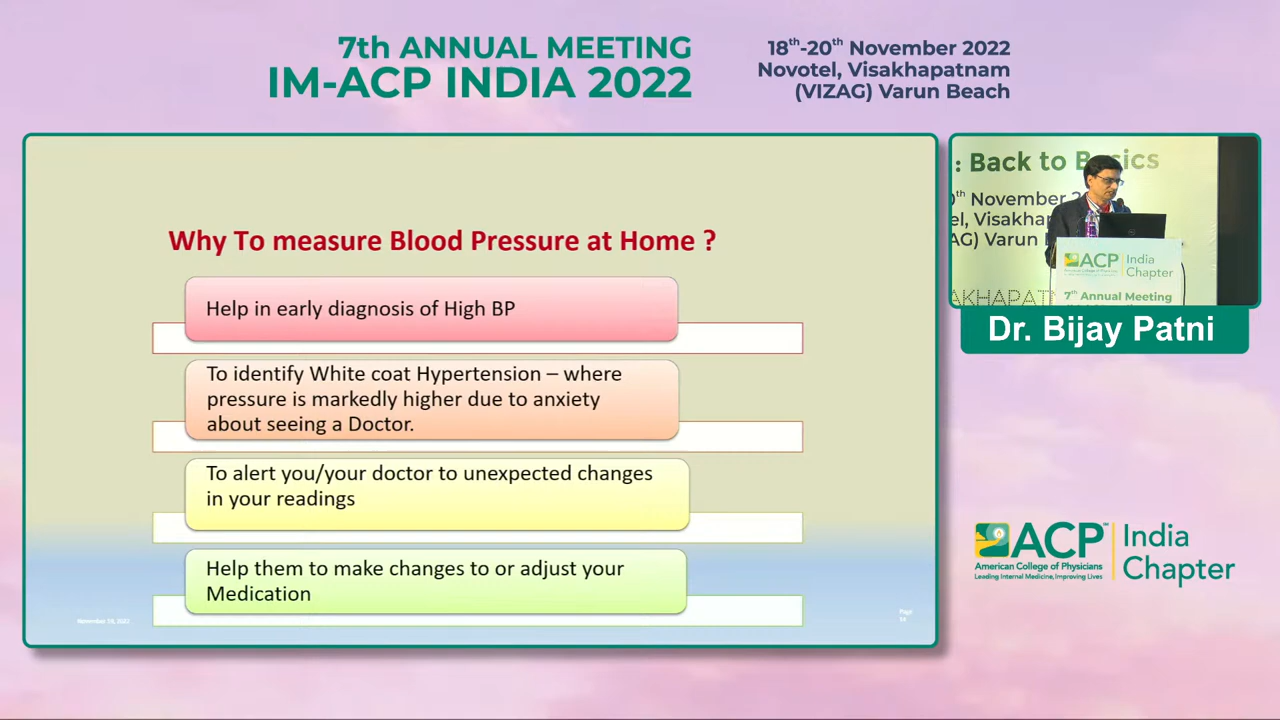 7th ANNUAL MEETING
IM-ACP INDIA 2022
18th-20th November 2022
Novotel, Visakhapatnam
(VIZAG) Varun Beach
Why To measure Blood Pressure at Home ?
Help in early diagnosis of High BP
To identify White coat Hypertension – where
pressure is markedly higher due to anxiety
about seeing a Doctor.
To alert you/your doctor to unexpected changes
in your readings
Help them to make changes to or adjust your
Medication
Page
: Back to Basics
th November
el, Visakhap
AG) Varun
AKHAPAT
ACP India
Chapter
7th Annual Meeting
Dr. Bijay Patni
ACP India
Chapter
American College of Physicians
Leading Internal Medicine, Improving Lives